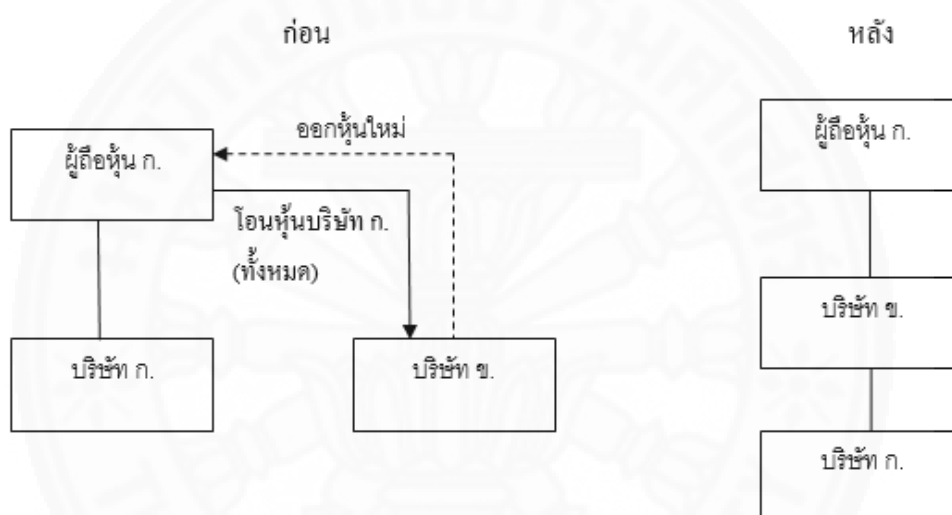 ก่อน
หลัง
ออกหุ้นใหม่
ผู้ถือหุ้น ก.
ผู้ถือหุ้น ก.
โอนหุ้นบริษัท ก.
(ทั้งหมด)
บริษัท ข.
บริษัท ก.
บริษัท ข.
บริษัท ก.